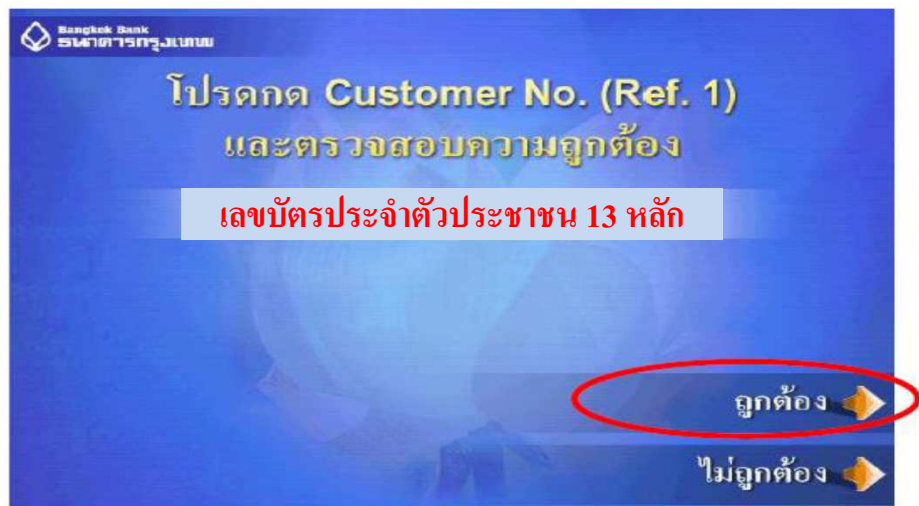 Bangkok Bank
ธนาคารกรุงเทพ
โปรดกด Customer No. (Ref. 1)
และตรวจสอบความถูกต้อง
เลขบัตรประจำตัวประชาชน 13 หลัก
ถูกต้อง
ไม่ถูกต้อง